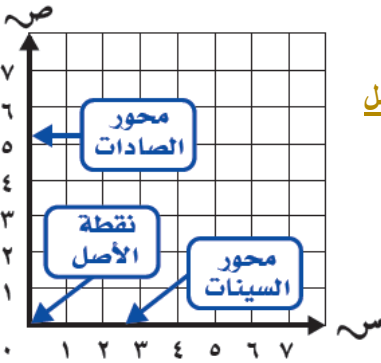 ص
ل
٧
٦
٥
٤
٣
٢
١
محور
الصادات
نقطة
الأصل
محور
السينات
س
٠ ١ ٢ ٣ ٤ ٥ ٦ ٧